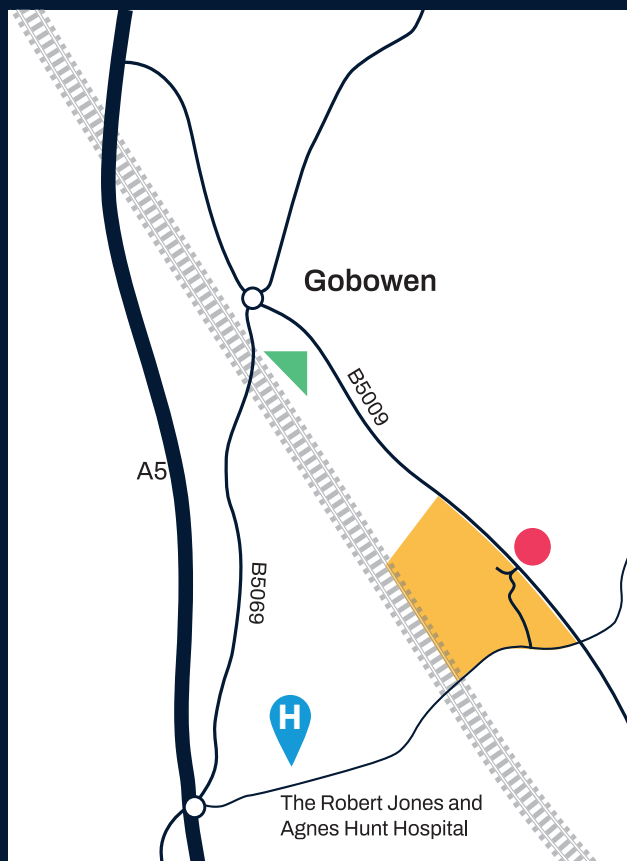 Gobowen
B5009
A5
B5069
H
The Robert Jones and
Agnes Hunt Hospital